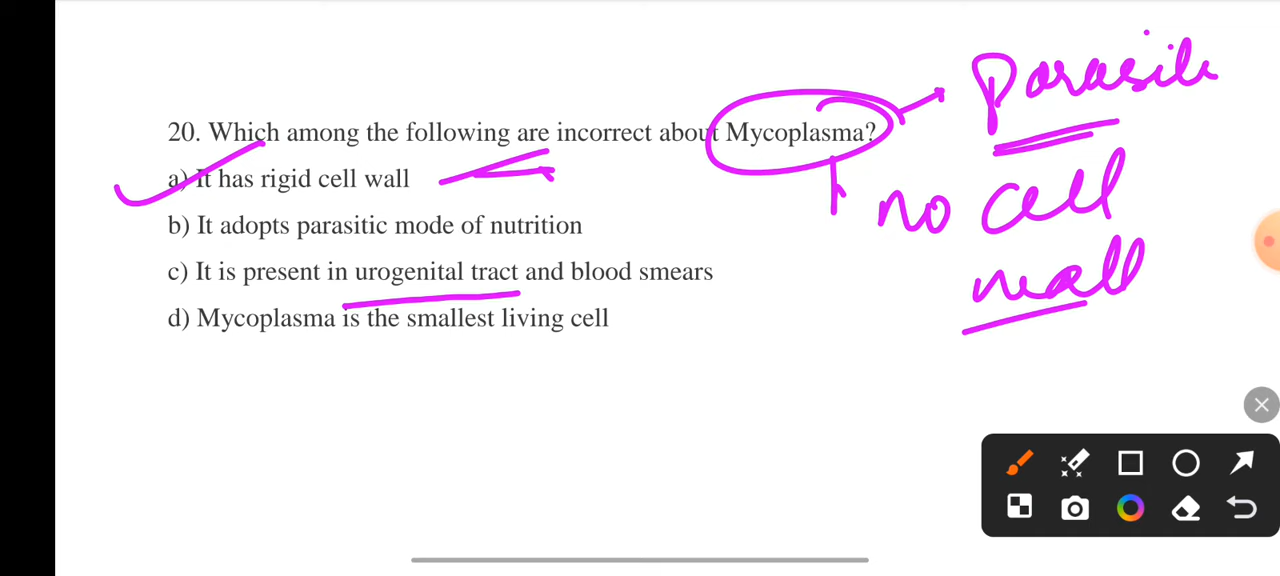 parasite
20. Which among the following are incorrect about Mycoplasma?
a) It has rigid cell wall
no cell
b) It adopts parasitic mode of nutrition
c) It is present in urogenital tract and blood smears
wall
d) Mycoplasma is the smallest living cell